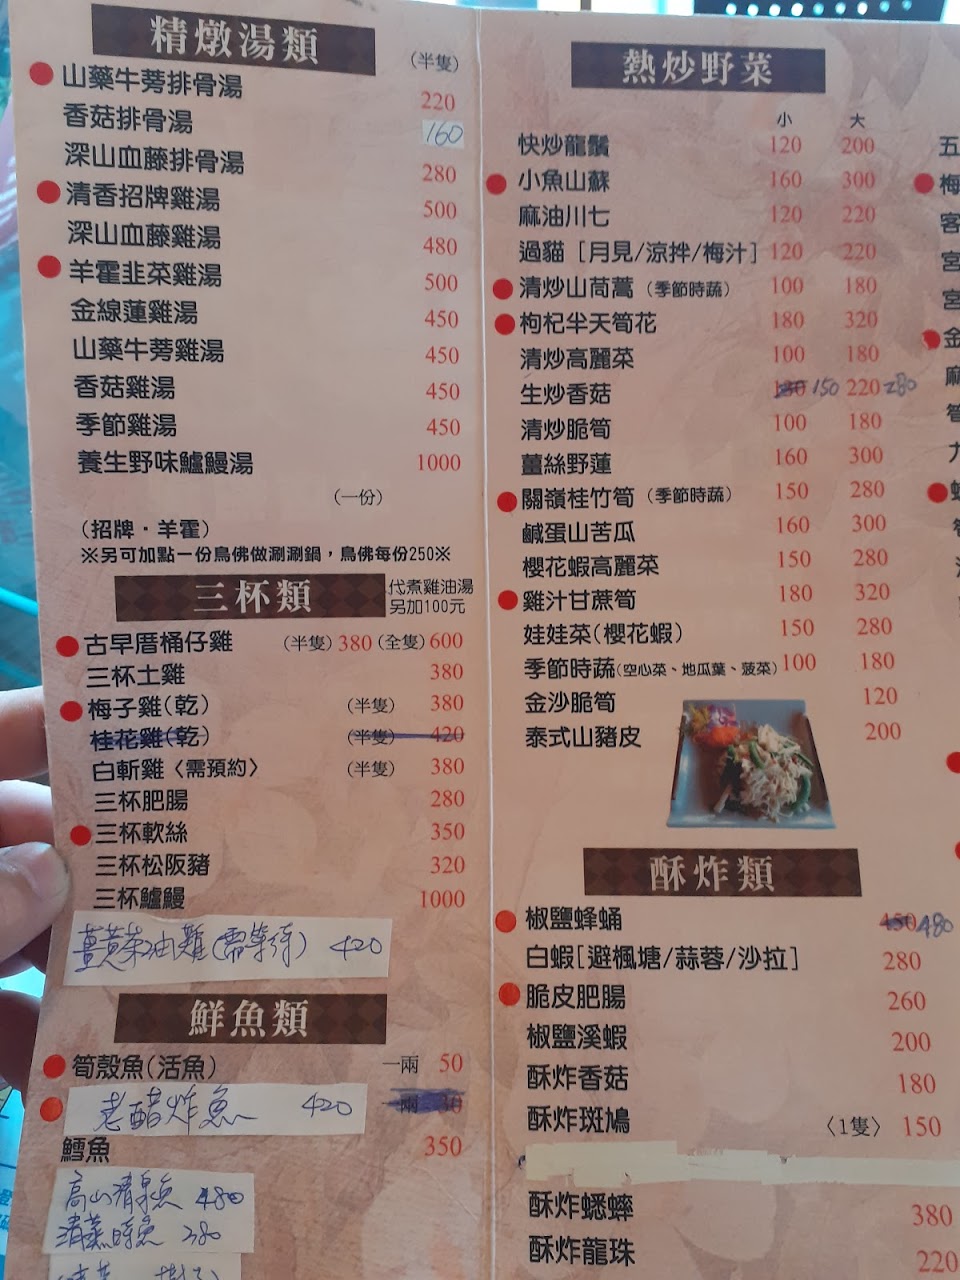 精燉湯類
(半隻)
山藥牛蒡排骨湯 220
香菇排骨湯 160
深山血藤排骨湯 280
清香招牌雞湯 500
深山血藤雞湯 480
羊霍韭菜雞湯 500
金線蓮雞湯 450
山藥牛蒡雞湯 450
香菇雞湯 450
季節雞湯 450
養生野味鱸鰻湯 1000
(一份)
(招牌·羊霍)
※另可加點一份鳥佛做涮涮鍋，鳥佛每份250※
三杯類
代煮雞油湯
另加100元
古早厝桶仔雞 (半隻) 380 (全隻) 600
三杯土雞 380
梅子雞(乾) (半隻) 380
桂花雞(乾) (半隻) 420
白斬雞〈需預約〉 (半隻) 380
三杯肥腸 280
三杯軟絲 350
三杯松阪豬 320
三杯鱸鰻 1000
薑黃茶油雞(需等待) 420
鮮魚類
筍殼魚(活魚) 一兩 50
老醋炸魚 420 兩
鱈魚 350
高山清泉魚 480
清蒸時魚 380
熱炒野菜
小 大
快炒龍鬚 120 200
小魚山蘇 160 300
麻油川七 120 220
過貓［月見/涼拌/梅汁］ 120 220
清炒山茼蒿 (季節時蔬) 100 180
枸杞半天筍花 180 320
清炒高麗菜 100 180
生炒香菇 150 220 280
清炒脆筍 100 180
薑絲野蓮 160 300
關嶺桂竹筍 (季節時蔬) 150 280
鹹蛋山苦瓜 160 300
櫻花蝦高麗菜 150 280
雞汁甘蔗筍 180 320
娃娃菜(櫻花蝦) 150 280
季節時蔬(空心菜、地瓜葉、菠菜) 100 180
金沙脆筍 120
泰式山豬皮 200
酥炸類
椒鹽蜂蛹 450 480
白蝦［避楓塘/蒜蓉/沙拉］ 280
脆皮肥腸 260
椒鹽溪蝦 200
酥炸香菇 180
酥炸斑鳩 〈1隻〉 150
酥炸蟋蟀 380
酥炸龍珠 220
五
梅
客
宮
宮
金
麻
筍
九